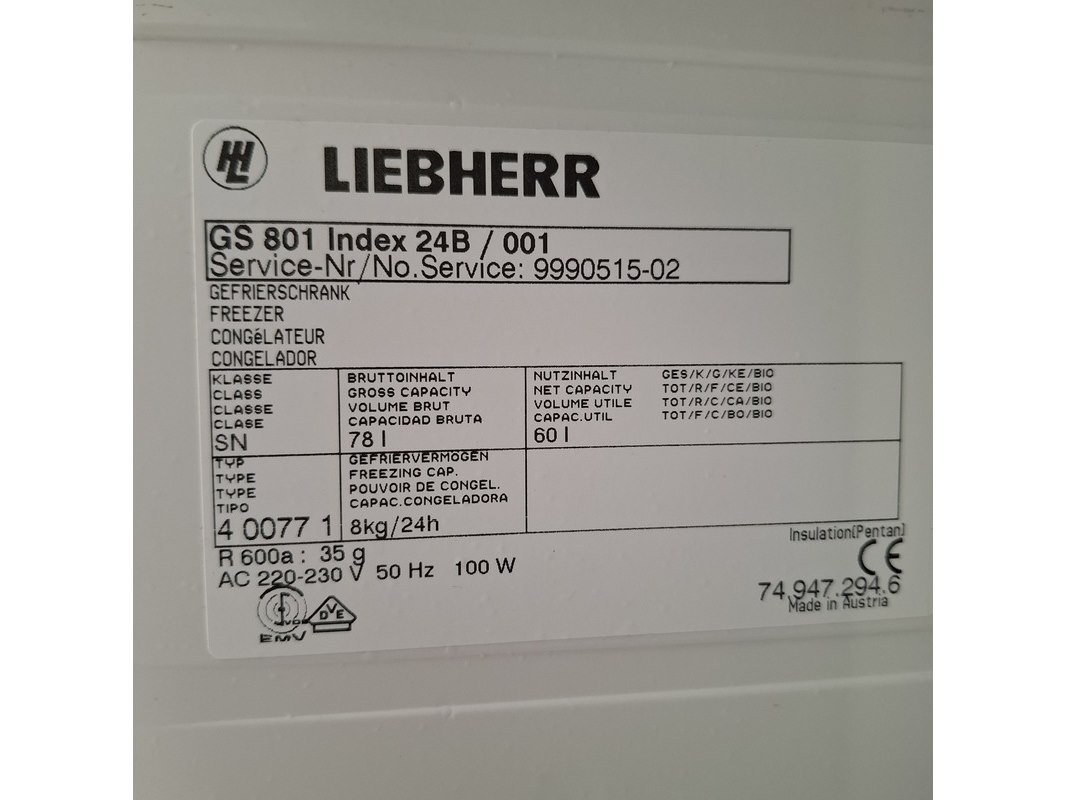 HL LIEBHERR
GS 801 Index 24B / 001
Service-Nr/No.Service: 9990515-02
GEFRIERSCHRANK
FREEZER
CONGéLATEUR
CONGELADOR
KLASSE
CLASS
CLASSE
CLASE
SN
BRUTTOINHALT
GROSS CAPACITY
VOLUME BRUT
CAPACIDAD BRUTA
78 l
NUTZINHALT GES/K/G/KE/BIO
NET CAPACITY TOT/R/F/CE/BIO
VOLUME UTILE TOT/R/C/CA/BIO
CAPAC.UTIL TOT/F/C/BO/BIO
60 l
TYP
TYPE
TYPE
TIPO
4 0077 1
GEFRIERVERMÖGEN
FREEZING CAP.
POUVOIR DE CONGEL.
CAPAC.CONGELADORA
8kg/24h
R 600a : 35 g
AC 220-230 V 50 Hz 100 W
Insulation(Pentan)
CE
74.947.294.6
Made in Austria
DVE
EMV